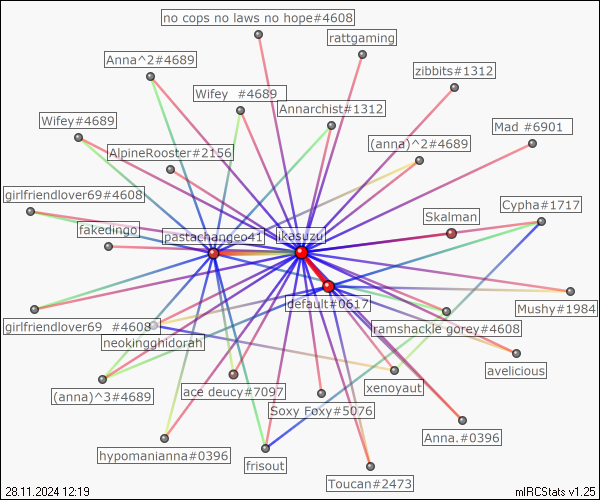 no cops no laws no hope#4608
rattgaming
Anna^2#4689
zibbits#1312
Wifey  #4689
Annarchist#1312
Wifey#4689
Mad #6901
(anna)^2#4689
AlpineRooster#2156
girlfriendlover69#4608
Cypha#1717
Skalman
fakedingo
pastachangeo41
ikasuzu
default#0617
Mushy#1984
girlfriendlover69  #4608
ramshackle gorey#4608
neokingghidorah
avelicious
(anna)^3#4689
ace deucy#7097
xenoyaut
Soxy Foxy#5076
Anna.#0396
hypomanianna#0396
frisout
Toucan#2473
28.11.2024 12:19
mIRCStats v1.25